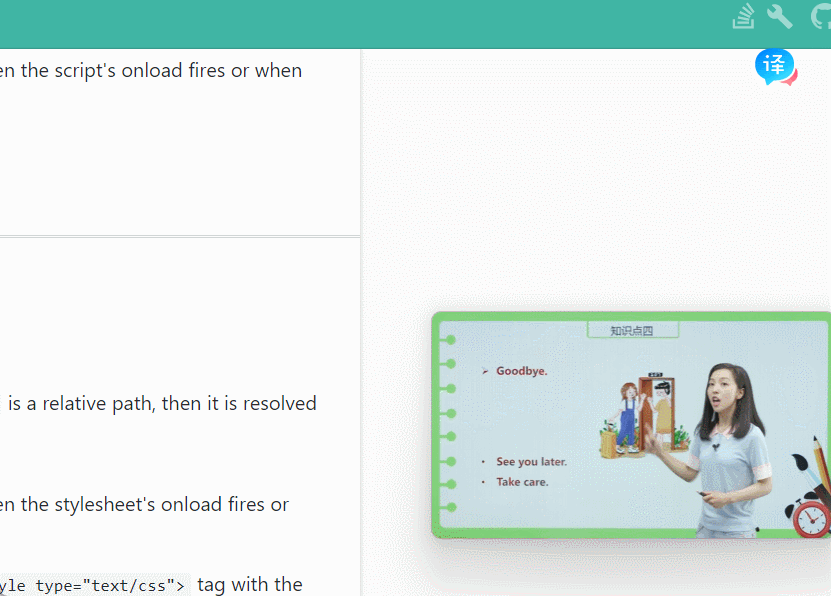 en the script's onload fires or when
译
is a relative path, then it is resolved
en the stylesheet's onload fires or
yle type="text/css"> tag with the
知识点四
➢ Goodbye.
• See you later.
• Take care.